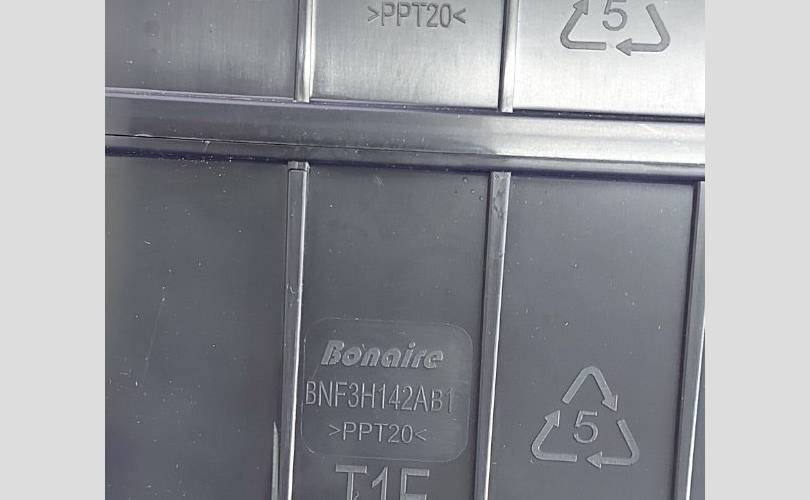 >PPT20<
5
Bonaire
BNF3H142AB1
>PPT20<
5